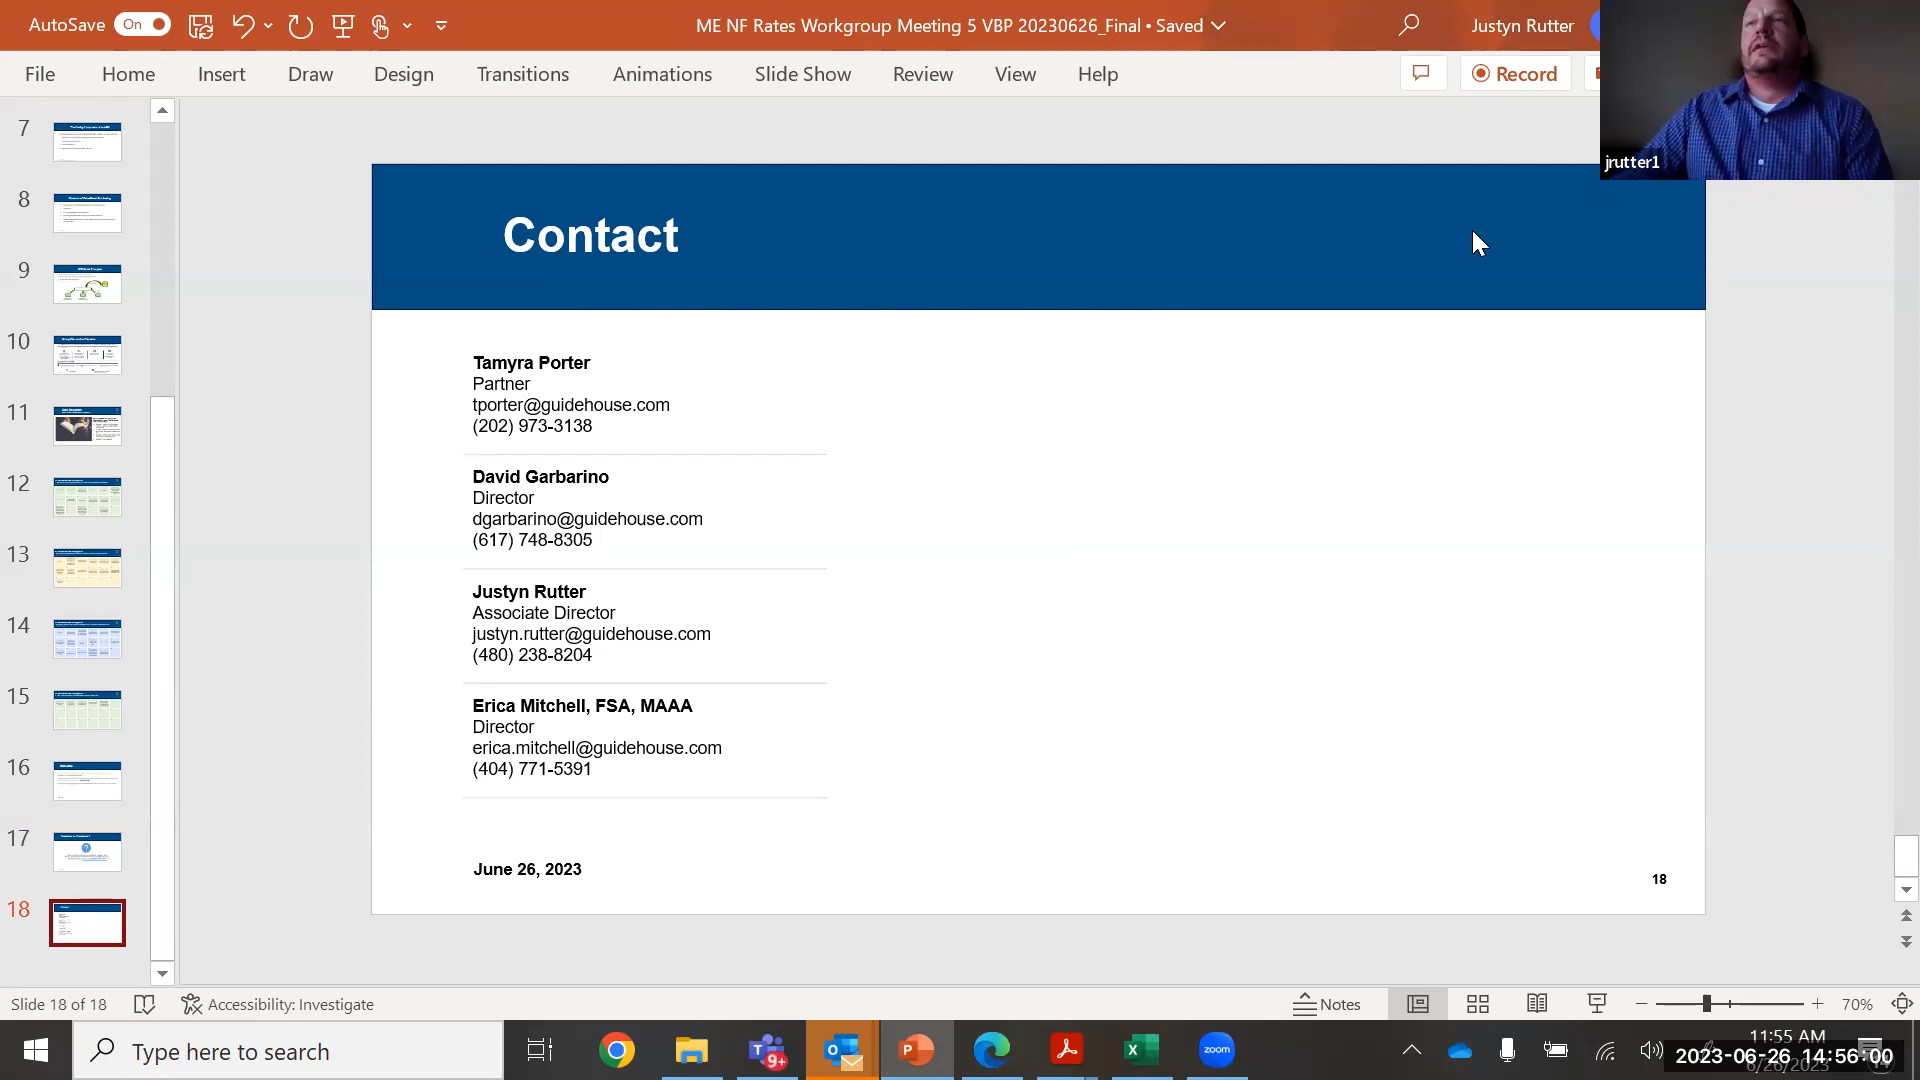 AutoSave On
ME NF Rates Workgroup Meeting 5 VBP 20230626_Final • Saved
Justyn Rutter
File Home Insert Draw Design Transitions Animations Slide Show Review View Help
Record
jrutter1
7
8
9
10
11
12
13
14
15
16
17
18
Contact
Tamyra Porter
Partner
tporter@guidehouse.com
(202) 973-3138
David Garbarino
Director
dgarbarino@guidehouse.com
(617) 748-8305
Justyn Rutter
Associate Director
justyn.rutter@guidehouse.com
(480) 238-8204
Erica Mitchell, FSA, MAAA
Director
erica.mitchell@guidehouse.com
(404) 771-5391
June 26, 2023
18
Slide 18 of 18
Accessibility: Investigate
Notes
70%
Type here to search
9+
zoom
11:55 AM
2023-06-26 14:56:00
6/26/2023